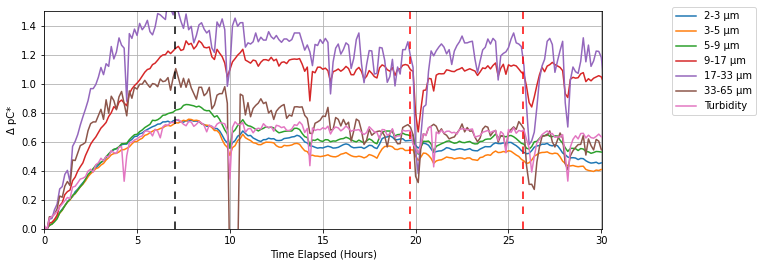 Δ pC*
1.4
1.2
1.0
0.8
0.6
0.4
0.2
0.0
0
5
10
15
20
25
30
Time Elapsed (Hours)
2-3 μm
3-5 μm
5-9 μm
9-17 μm
17-33 μm
33-65 μm
Turbidity